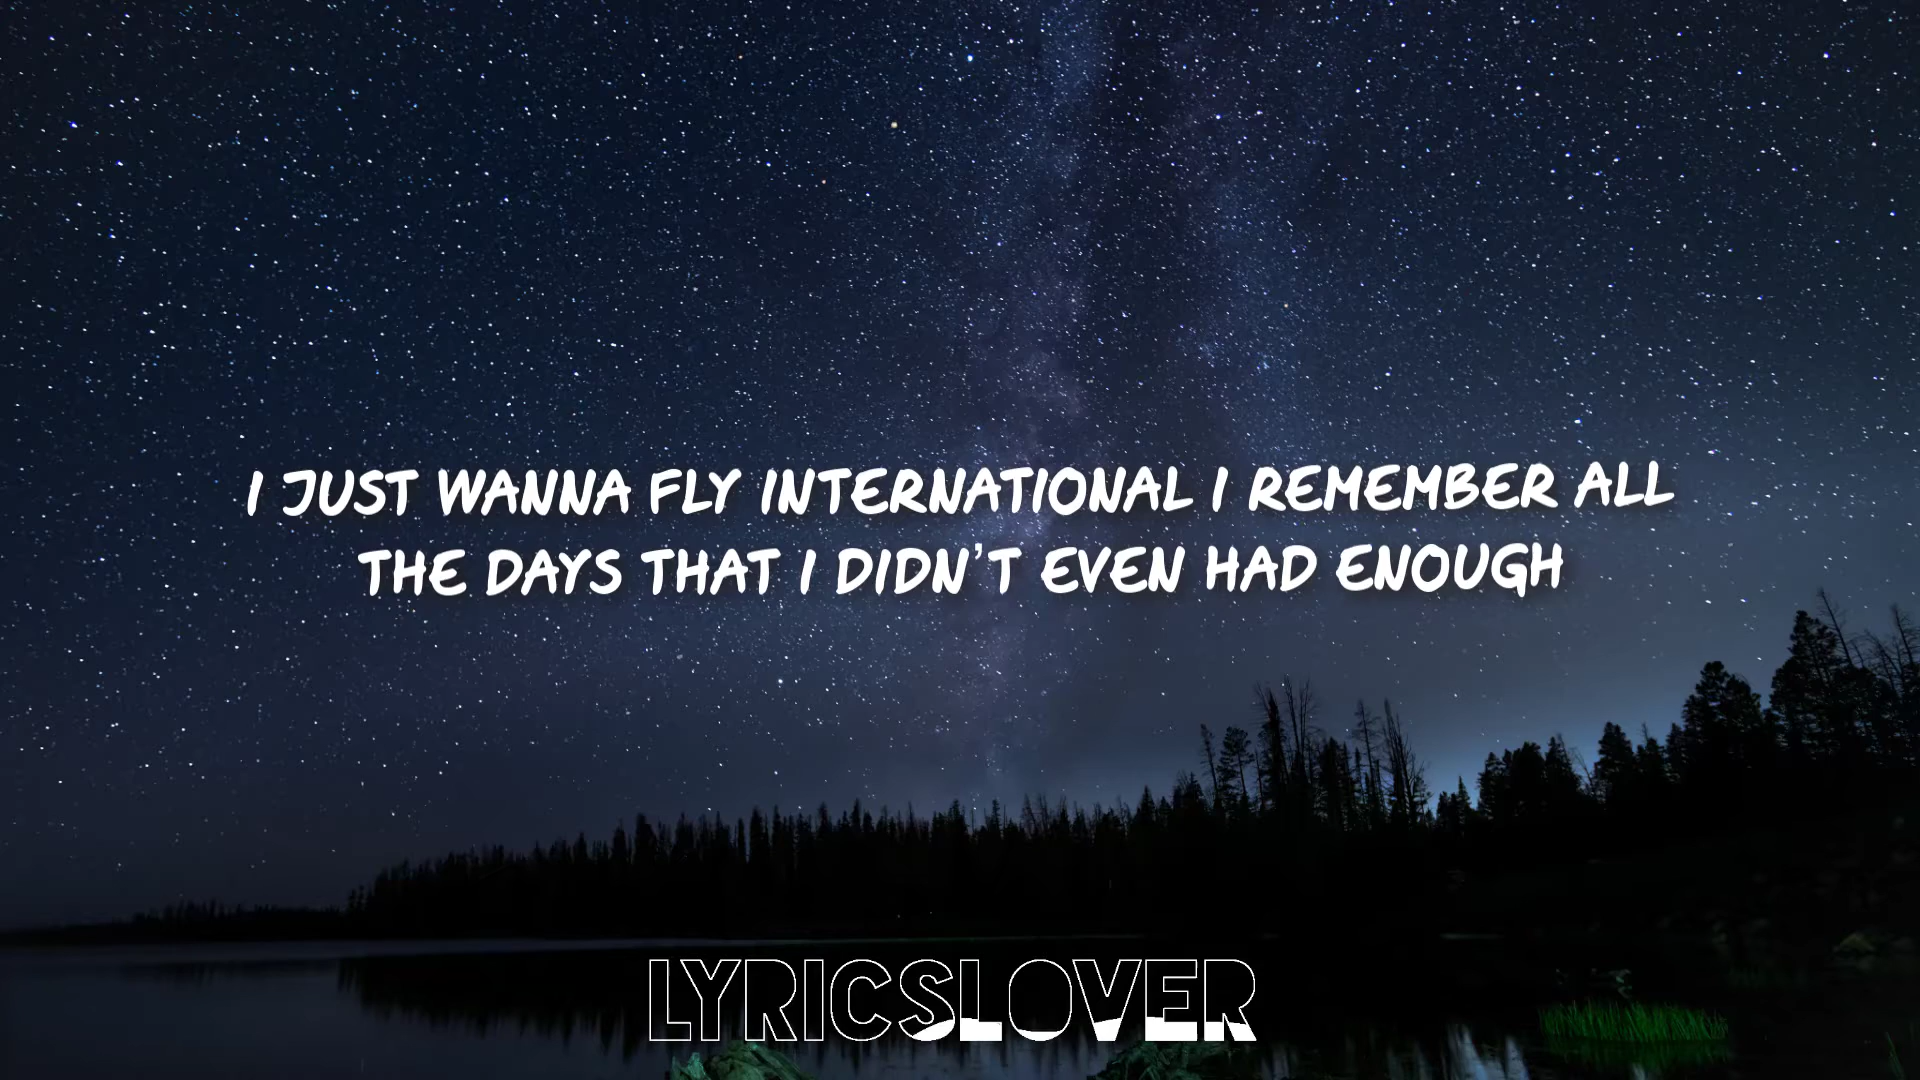 I JUST WANNA FLY INTERNATIONAL I REMEMBER ALL
THE DAYS THAT I DIDN'T EVEN HAD ENOUGH
LYRICSLOVER